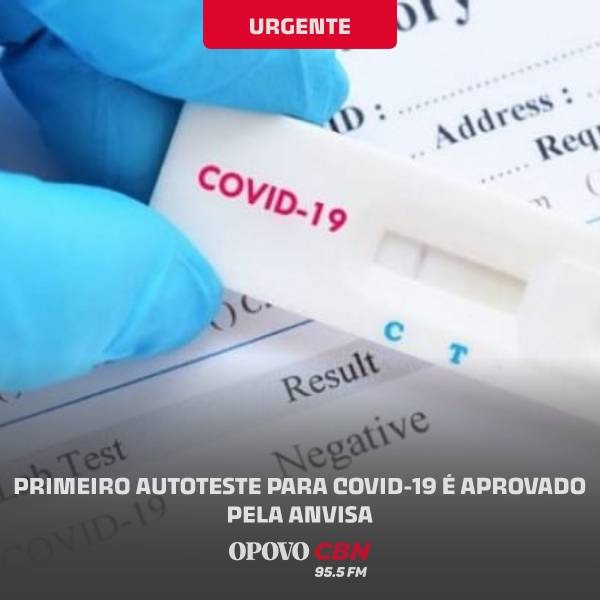 URGENTE
ory
ID :
Address :
Requ
COVID-19
C
T
Result
Lab Test
Negative
COVID-19
PRIMEIRO AUTOTESTE PARA COVID-19 É APROVADO
PELA ANVISA
OPOVO CBN
95.5 FM